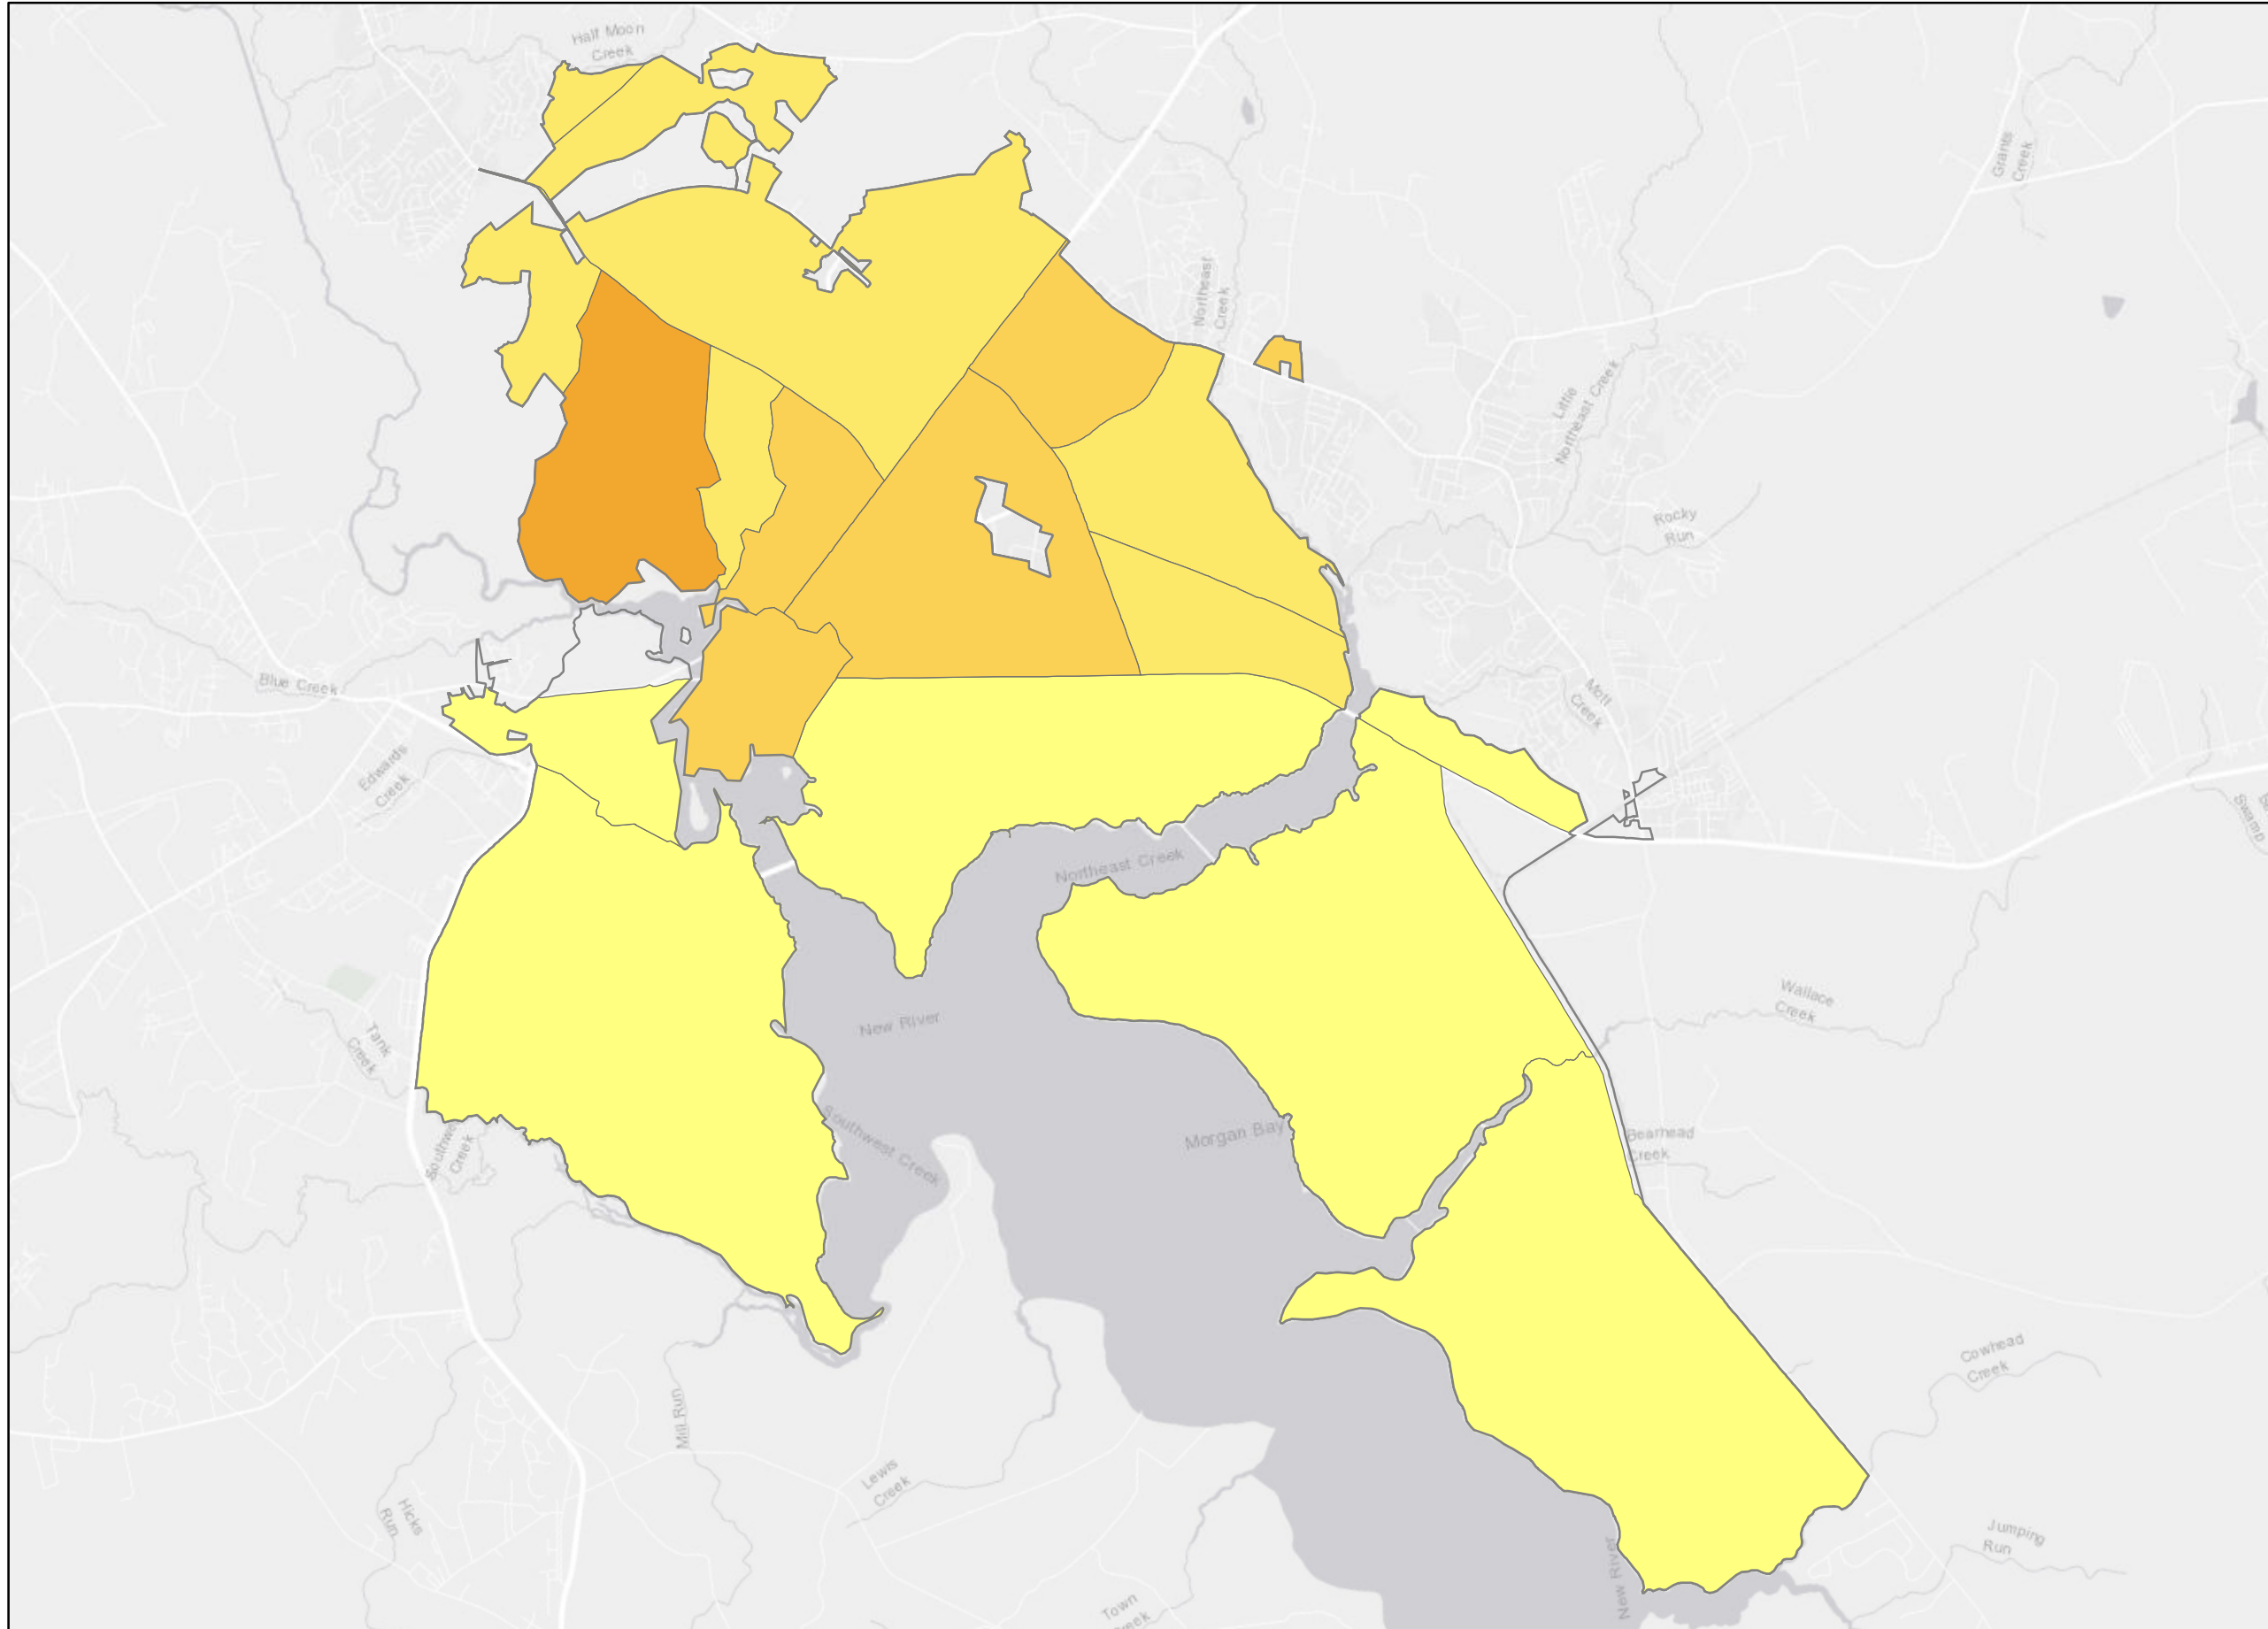 Half Moon
Creek
Grants
Creek
Northeast
Creek
Little
Northeast Creek
Rocky
Run
Blue Creek
Mott
Creek
Edwards
Creek
Swamp
Northeast Creek
Wallace
Creek
New River
Tank
Creek
Southwest Creek
Morgan Bay
Bearhead
Creek
Creek
Cowhead
Creek
Mill Run
Lewis
Creek
Hicks
Run
Jumping
Run
New River
Town